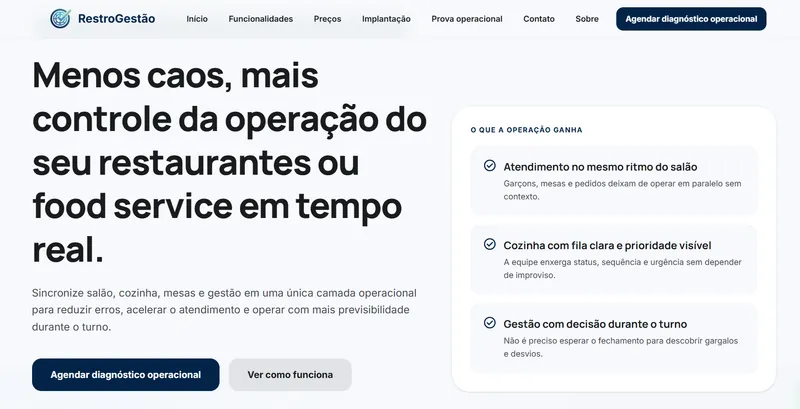 RestroGestão
Início
Funcionalidades
Preços
Implantação
Prova operacional
Contato
Sobre
Agendar diagnóstico operacional
Menos caos, mais
controle da operação do
seu restaurantes ou
food service em tempo
real.
Sincronize salão, cozinha, mesas e gestão em uma única camada operacional
para reduzir erros, acelerar o atendimento e operar com mais previsibilidade
durante o turno.
Agendar diagnóstico operacional
Ver como funciona
O QUE A OPERAÇÃO GANHA
Atendimento no mesmo ritmo do salão
Garçons, mesas e pedidos deixam de operar em paralelo sem
contexto.
Cozinha com fila clara e prioridade visível
A equipe enxerga status, sequência e urgência sem depender
de improviso.
Gestão com decisão durante o turno
Não é preciso esperar o fechamento para descobrir gargalos
e desvios.